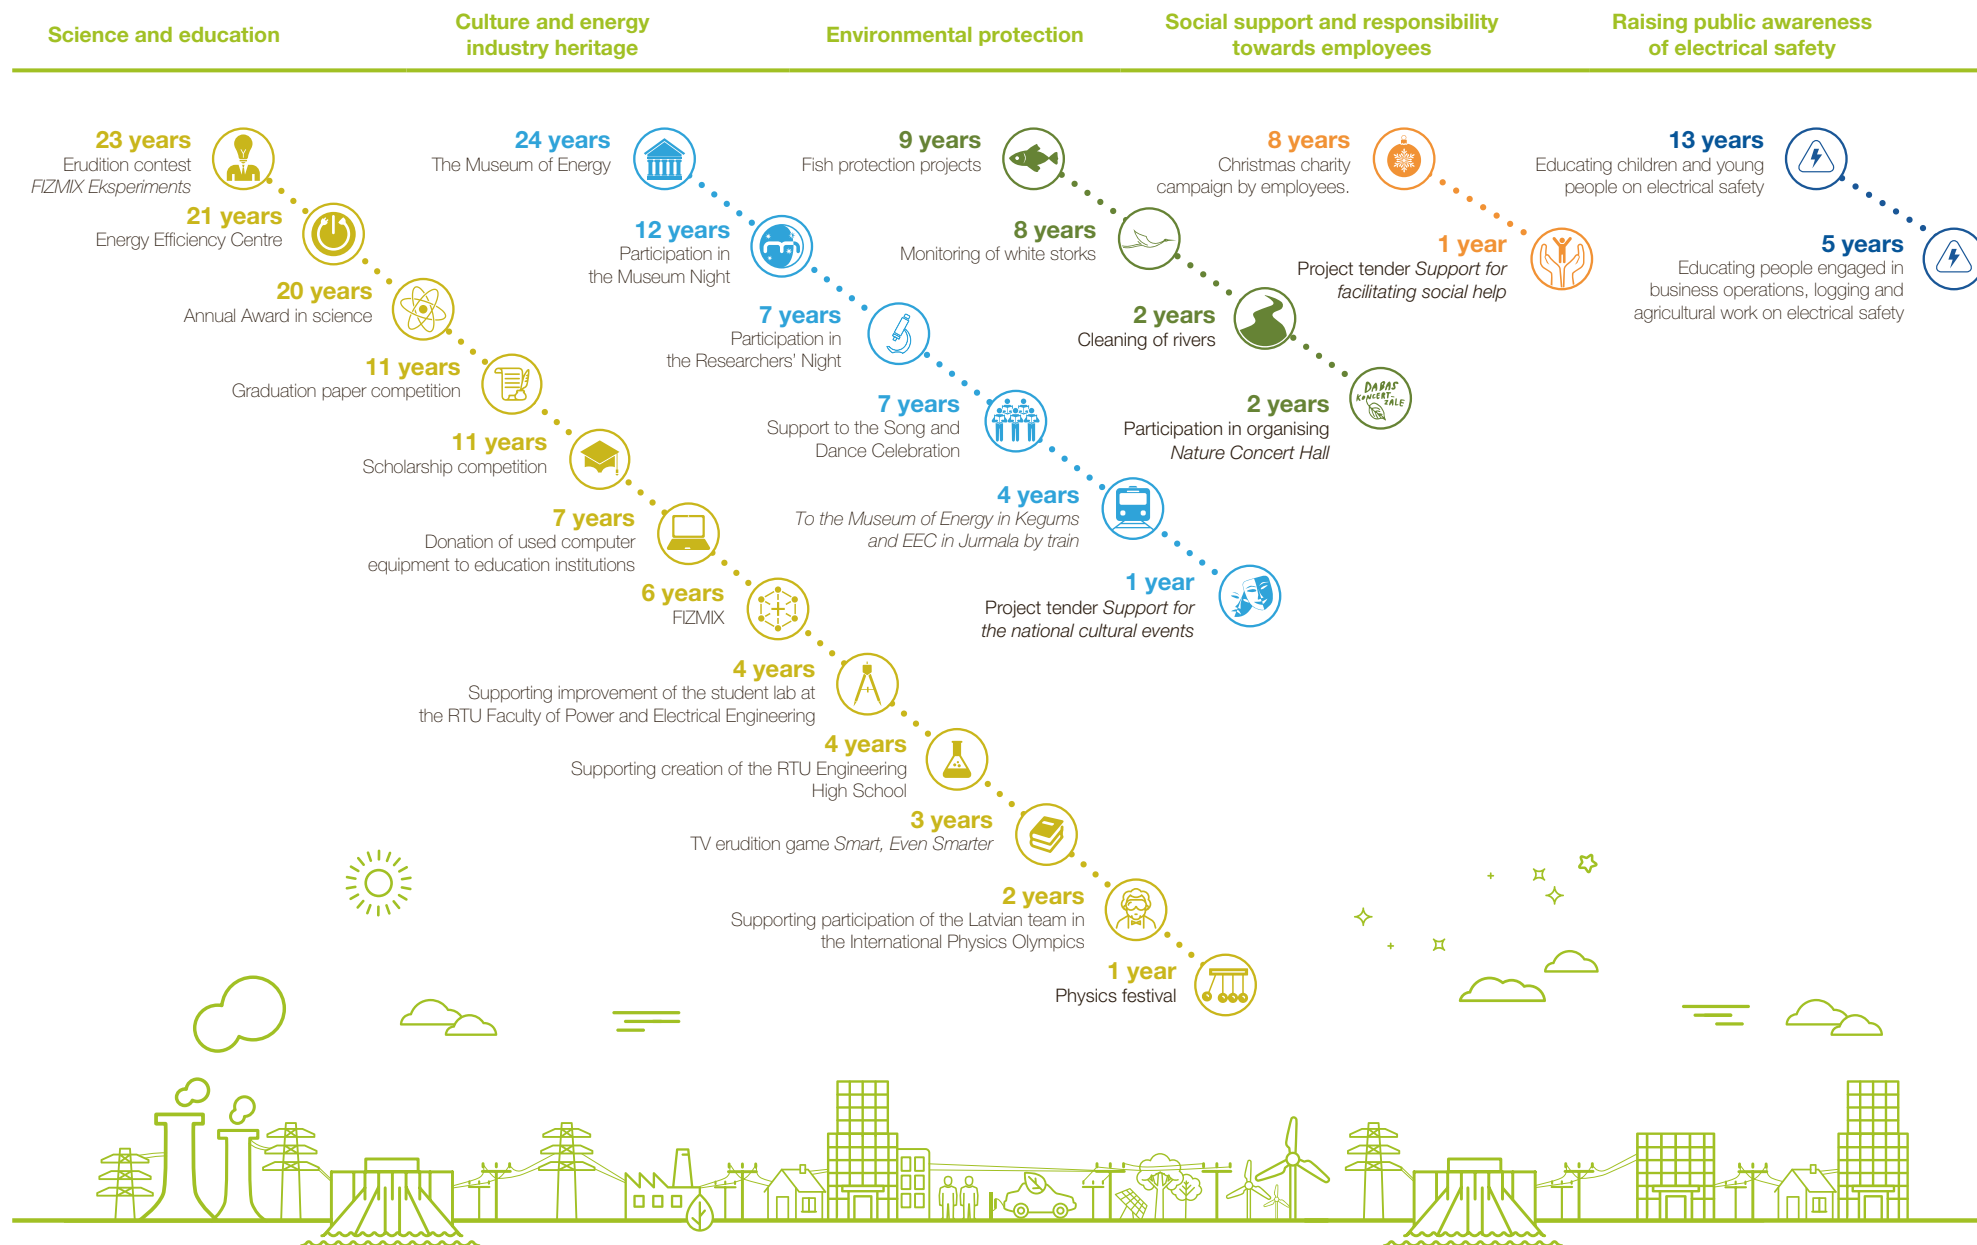 Science and education
Culture and energy
industry heritage
Environmental protection
Social support and responsibility
towards employees
Raising public awareness
of electrical safety
23 years
Erudition contest
FIZMIX Eksperiments
21 years
Energy Efficiency Centre
20 years
Annual Award in science
11 years
Graduation paper competition
11 years
Scholarship competition
7 years
Donation of used computer
equipment to education institutions
6 years
FIZMIX
4 years
Supporting improvement of the student lab at
the RTU Faculty of Power and Electrical Engineering
4 years
Supporting creation of the RTU Engineering
High School
3 years
TV erudition game Smart, Even Smarter
2 years
Supporting participation of the Latvian team in
the International Physics Olympics
1 year
Physics festival
24 years
The Museum of Energy
12 years
Participation in
the Museum Night
7 years
Participation in
the Researchers' Night
7 years
Support to the Song and
Dance Celebration
4 years
To the Museum of Energy in Kegums
and EEC in Jurmala by train
1 year
Project tender Support for
the national cultural events
9 years
Fish protection projects
8 years
Monitoring of white storks
2 years
Cleaning of rivers
2 years
Participation in organising
Nature Concert Hall
DABAS
KONCERT-
ZALE
8 years
Christmas charity
campaign by employees.
1 year
Project tender Support for
facilitating social help
13 years
Educating children and young
people on electrical safety
5 years
Educating people engaged in
business operations, logging and
agricultural work on electrical safety